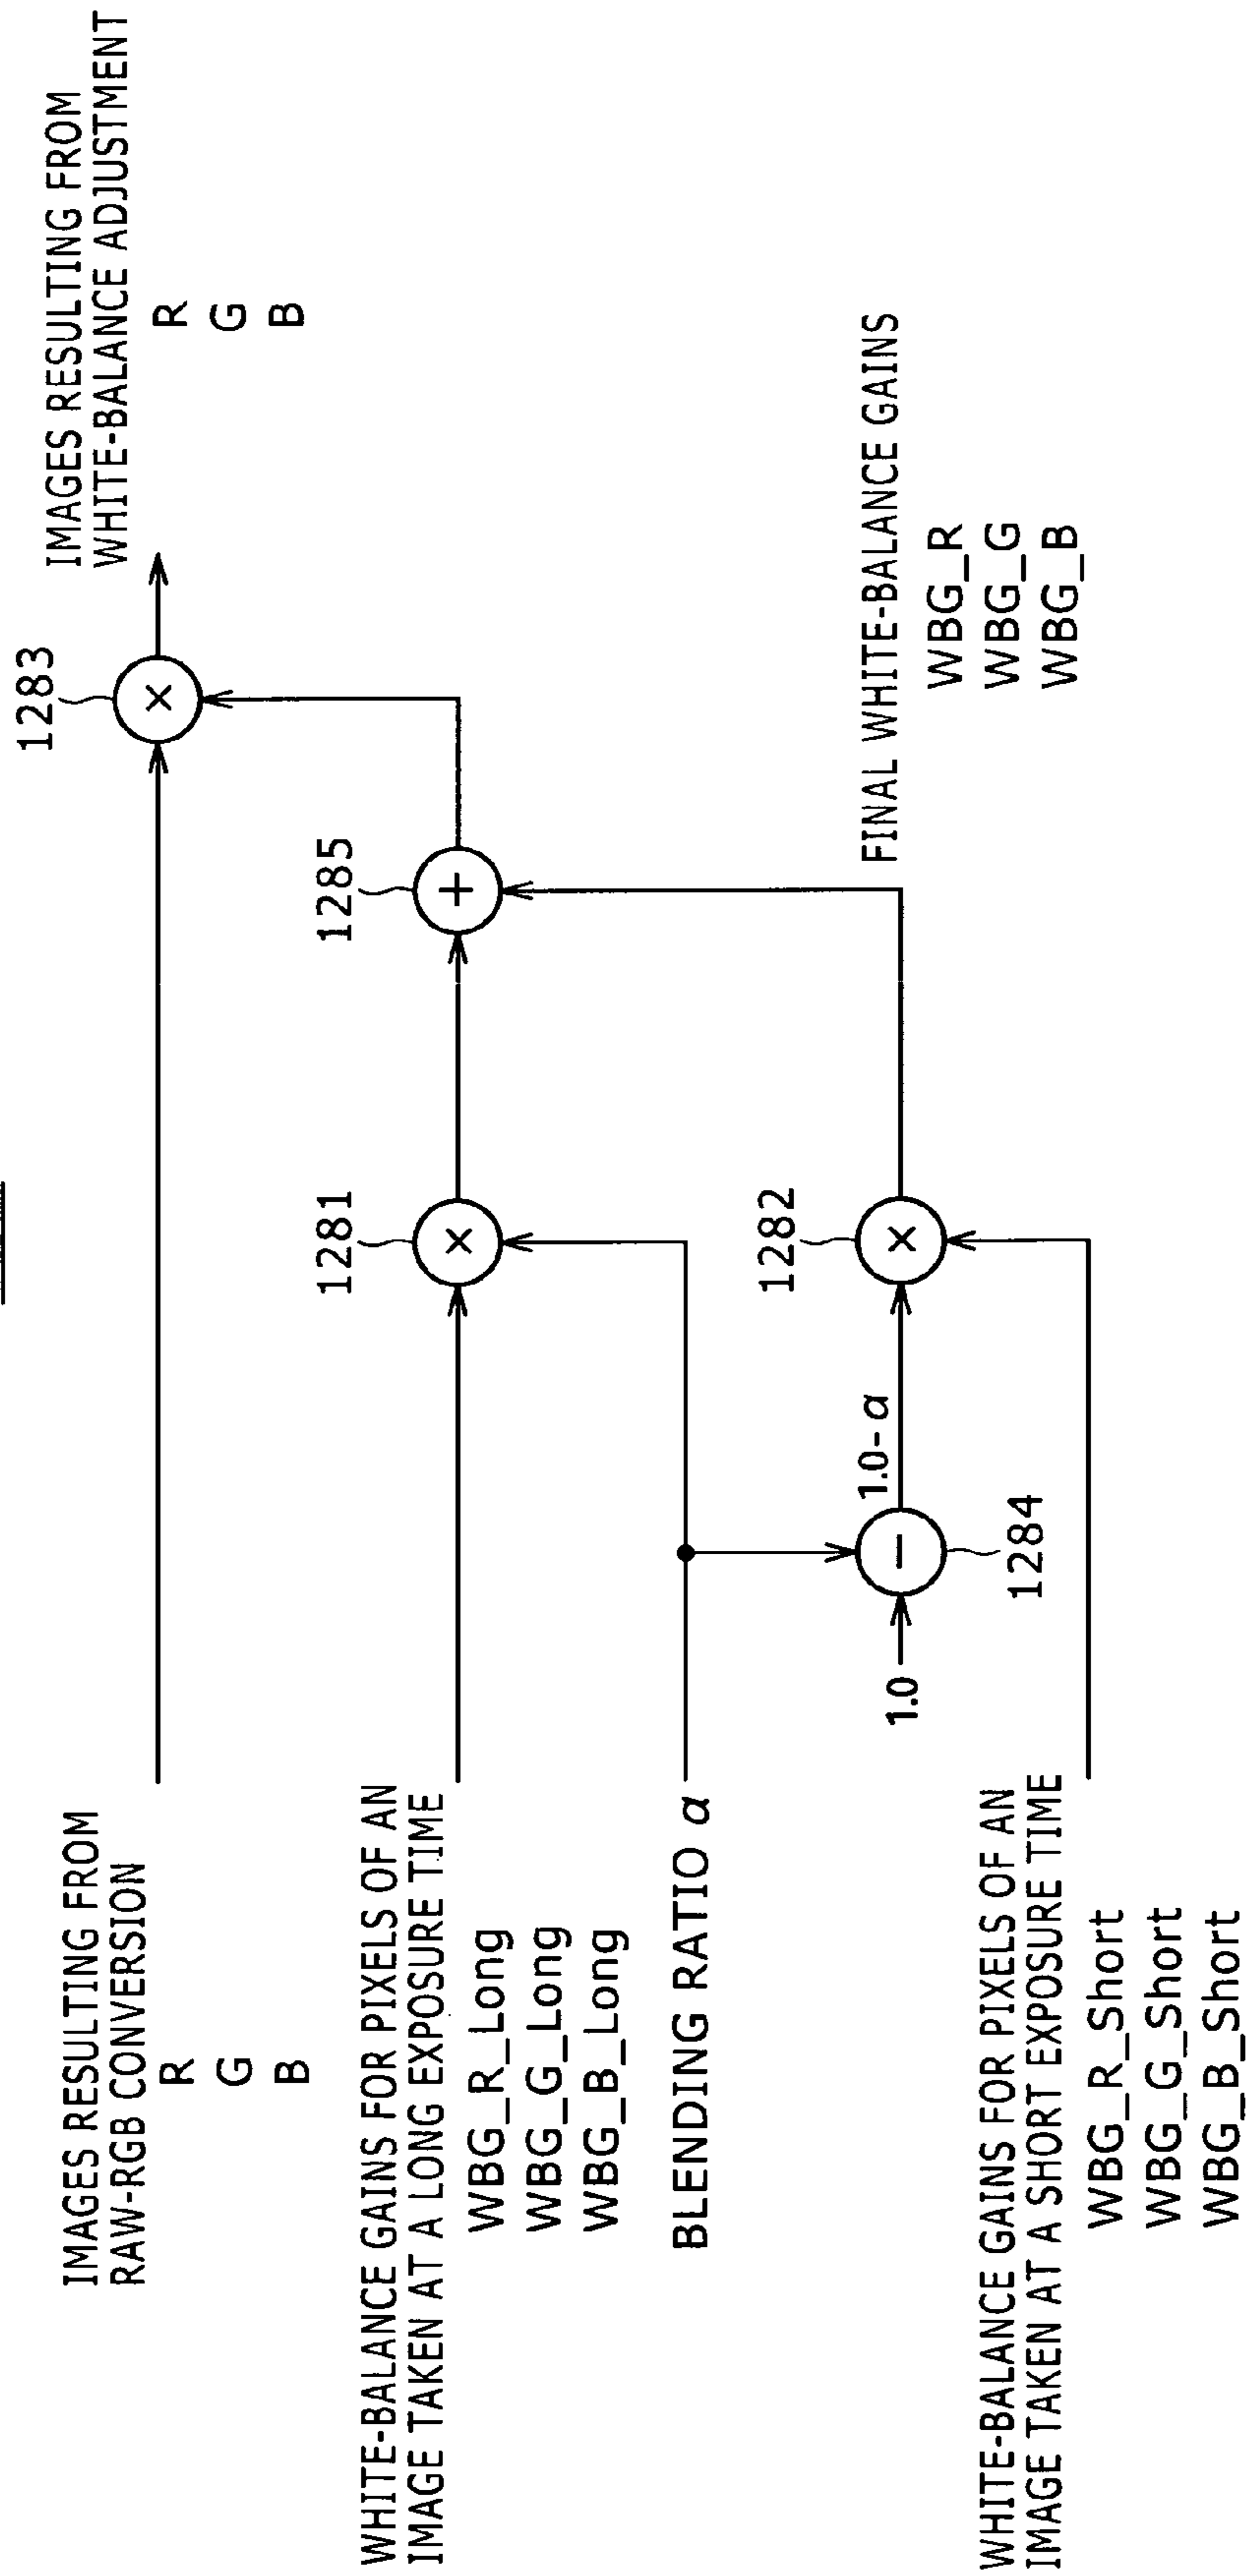 IMAGES RESULTING FROM
RAW-RGB CONVERSION
R
G
B
1283
IMAGES RESULTING FROM
WHITE-BALANCE ADJUSTMENT
R
G
B
WHITE-BALANCE GAINS FOR PIXELS OF AN
IMAGE TAKEN AT A LONG EXPOSURE TIME
WBG_R_Long
WBG_G_Long
WBG_B_Long
1281
×
1285
+
×
BLENDING RATIO α
1.0
−
1284
1.0-α
1282
×
FINAL WHITE-BALANCE GAINS
WBG_R
WBG_G
WBG_B
WHITE-BALANCE GAINS FOR PIXELS OF AN
IMAGE TAKEN AT A SHORT EXPOSURE TIME
WBG_R_Short
WBG_G_Short
WBG_B_Short